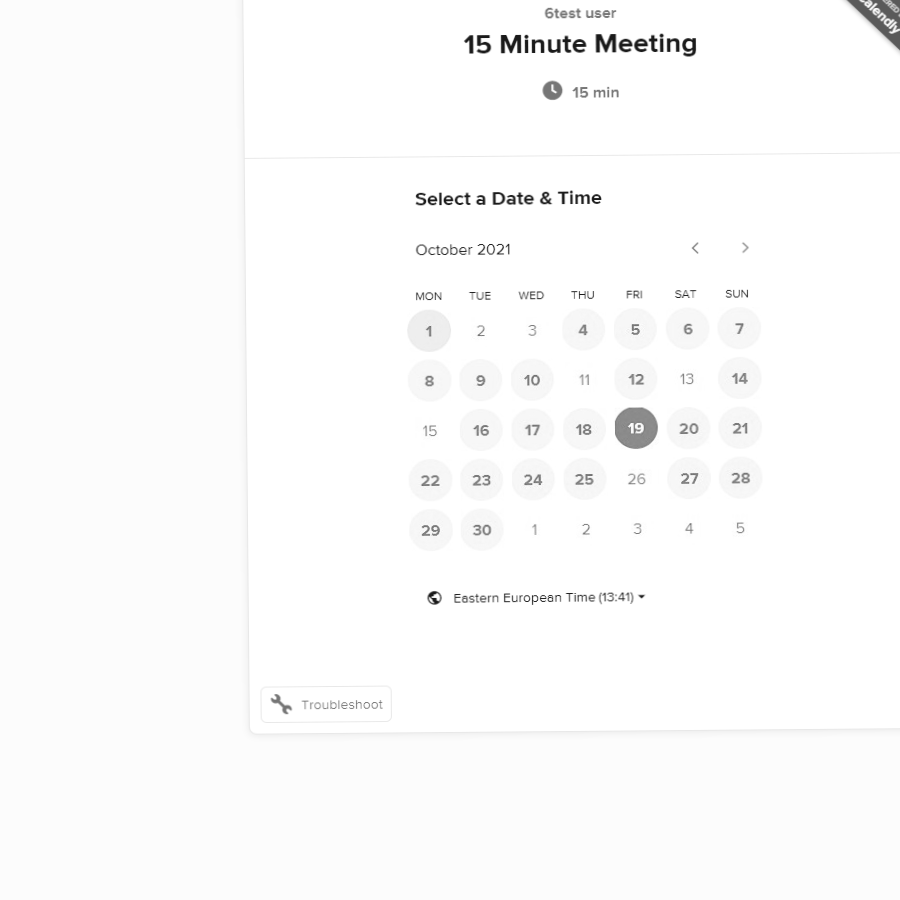 6test user
15 Minute Meeting
15 min
Calendly
Select a Date & Time
October 2021
MON TUE WED THU FRI SAT SUN
1 2 3 4 5 6 7
8 9 10 11 12 13 14
15 16 17 18 19 20 21
22 23 24 25 26 27 28
29 30 1 2 3 4 5
Eastern European Time (13:41)
Troubleshoot